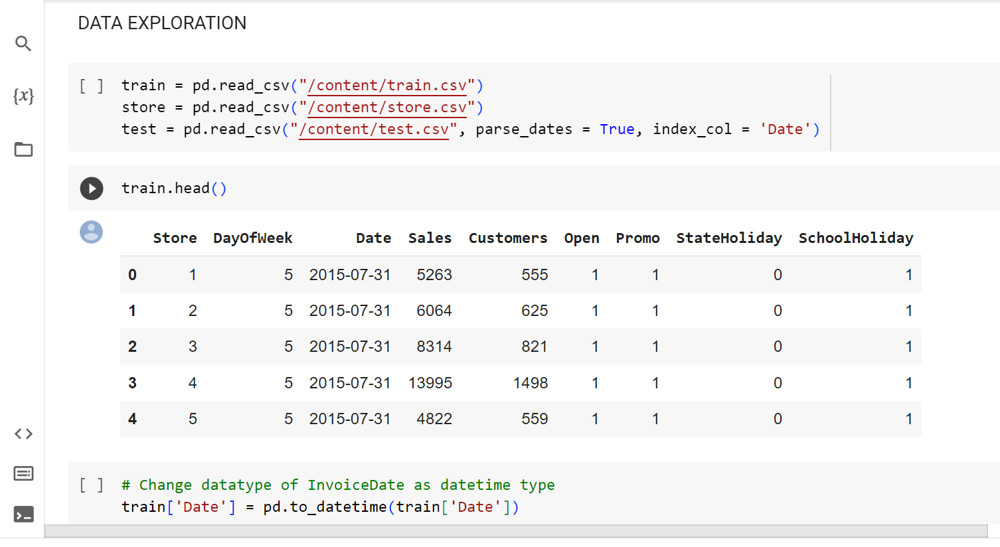 DATA EXPLORATION
{x}
[ ] train = pd.read_csv("/content/train.csv")
store = pd.read_csv("/content/store.csv")
test = pd.read_csv("/content/test.csv", parse_dates = True, index_col = 'Date')
train.head()
Store DayOfWeek Date Sales Customers Open Promo StateHoliday SchoolHoliday
0 1 5 2015-07-31 5263 555 1 1 0 1
1 2 5 2015-07-31 6064 625 1 1 0 1
2 3 5 2015-07-31 8314 821 1 1 0 1
3 4 5 2015-07-31 13995 1498 1 1 0 1
4 5 5 2015-07-31 4822 559 1 1 0 1
[ ] # Change datatype of InvoiceDate as datetime type
train['Date'] = pd.to_datetime(train['Date'])